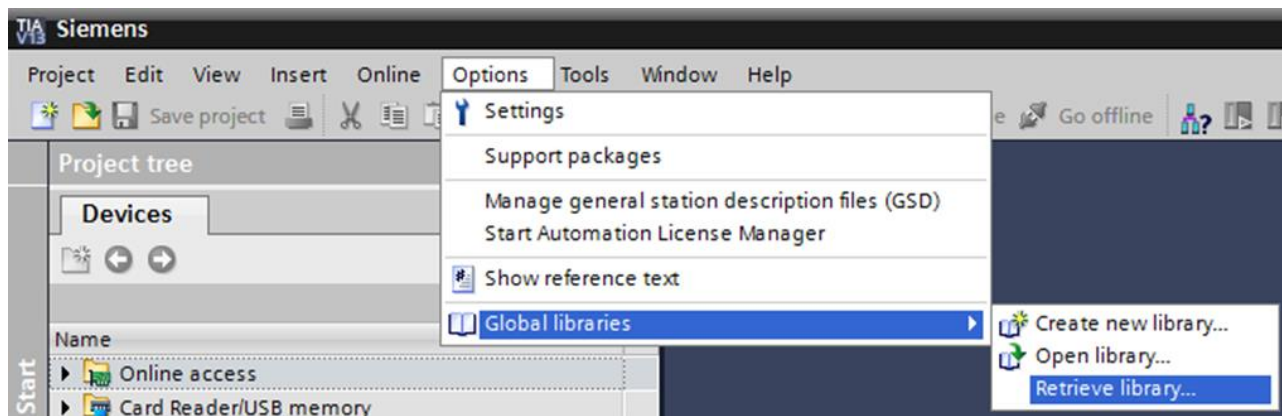 TIA V13 Siemens
Project Edit View Insert Online Options Tools Window Help
Save project
Go offline
Settings
Support packages
Manage general station description files (GSD)
Start Automation License Manager
Show reference text
Global libraries
Create new library...
Open library...
Retrieve library...
Project tree
Devices
Name
Online access
Card Reader/USB memory
Start